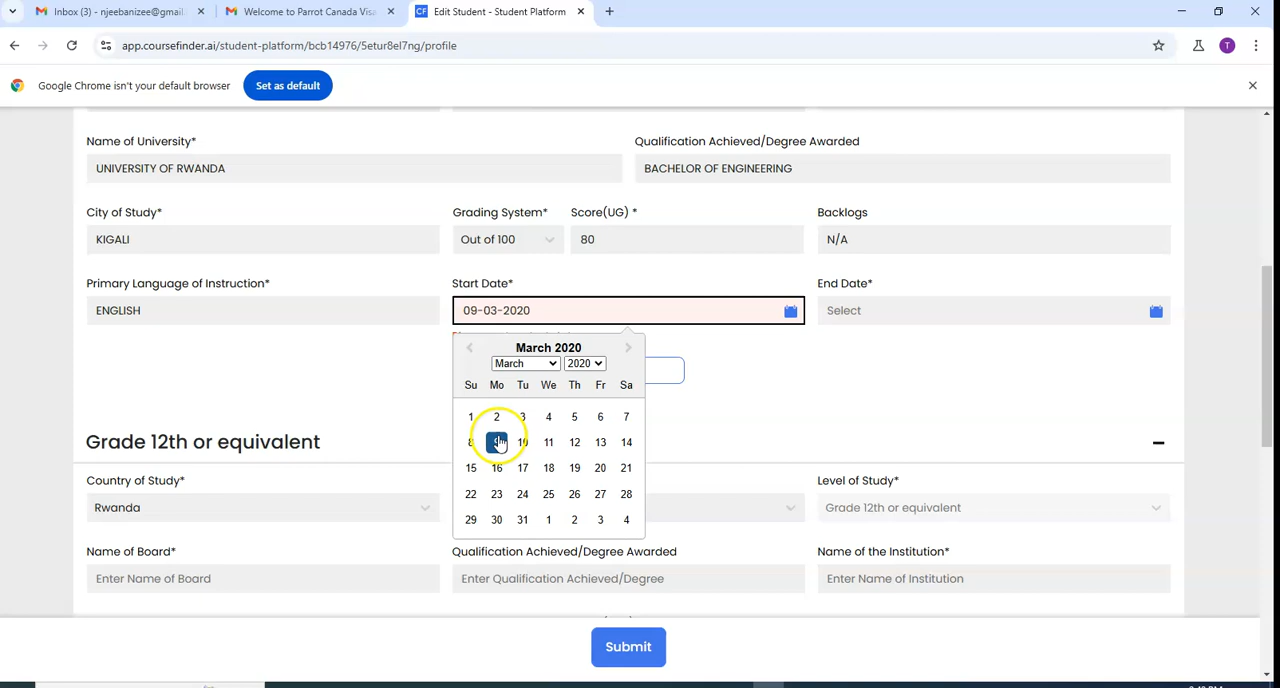 Inbox (3) - njeebanizee@gmail
Welcome to Parrot Canada Visa
CF Edit Student - Student Platform
app.coursefinder.ai/student-platform/bcb14976/5etur8el7ng/profile
T
Google Chrome isn't your default browser
Set as default
Name of University*
Qualification Achieved/Degree Awarded
UNIVERSITY OF RWANDA
BACHELOR OF ENGINEERING
City of Study*
Grading System*
Score(UG) *
Backlogs
KIGALI
Out of 100
80
N/A
Primary Language of Instruction*
Start Date*
End Date*
ENGLISH
09-03-2020
Select
March 2020
March 2020
Su Mo Tu We Th Fr Sa
1 2 3 4 5 6 7
8 9 10 11 12 13 14
15 16 17 18 19 20 21
22 23 24 25 26 27 28
29 30 31 1 2 3 4
Grade 12th or equivalent
Country of Study*
Level of Study*
Rwanda
Grade 12th or equivalent
Name of Board*
Qualification Achieved/Degree Awarded
Name of the Institution*
Enter Name of Board
Enter Qualification Achieved/Degree
Enter Name of Institution
Submit